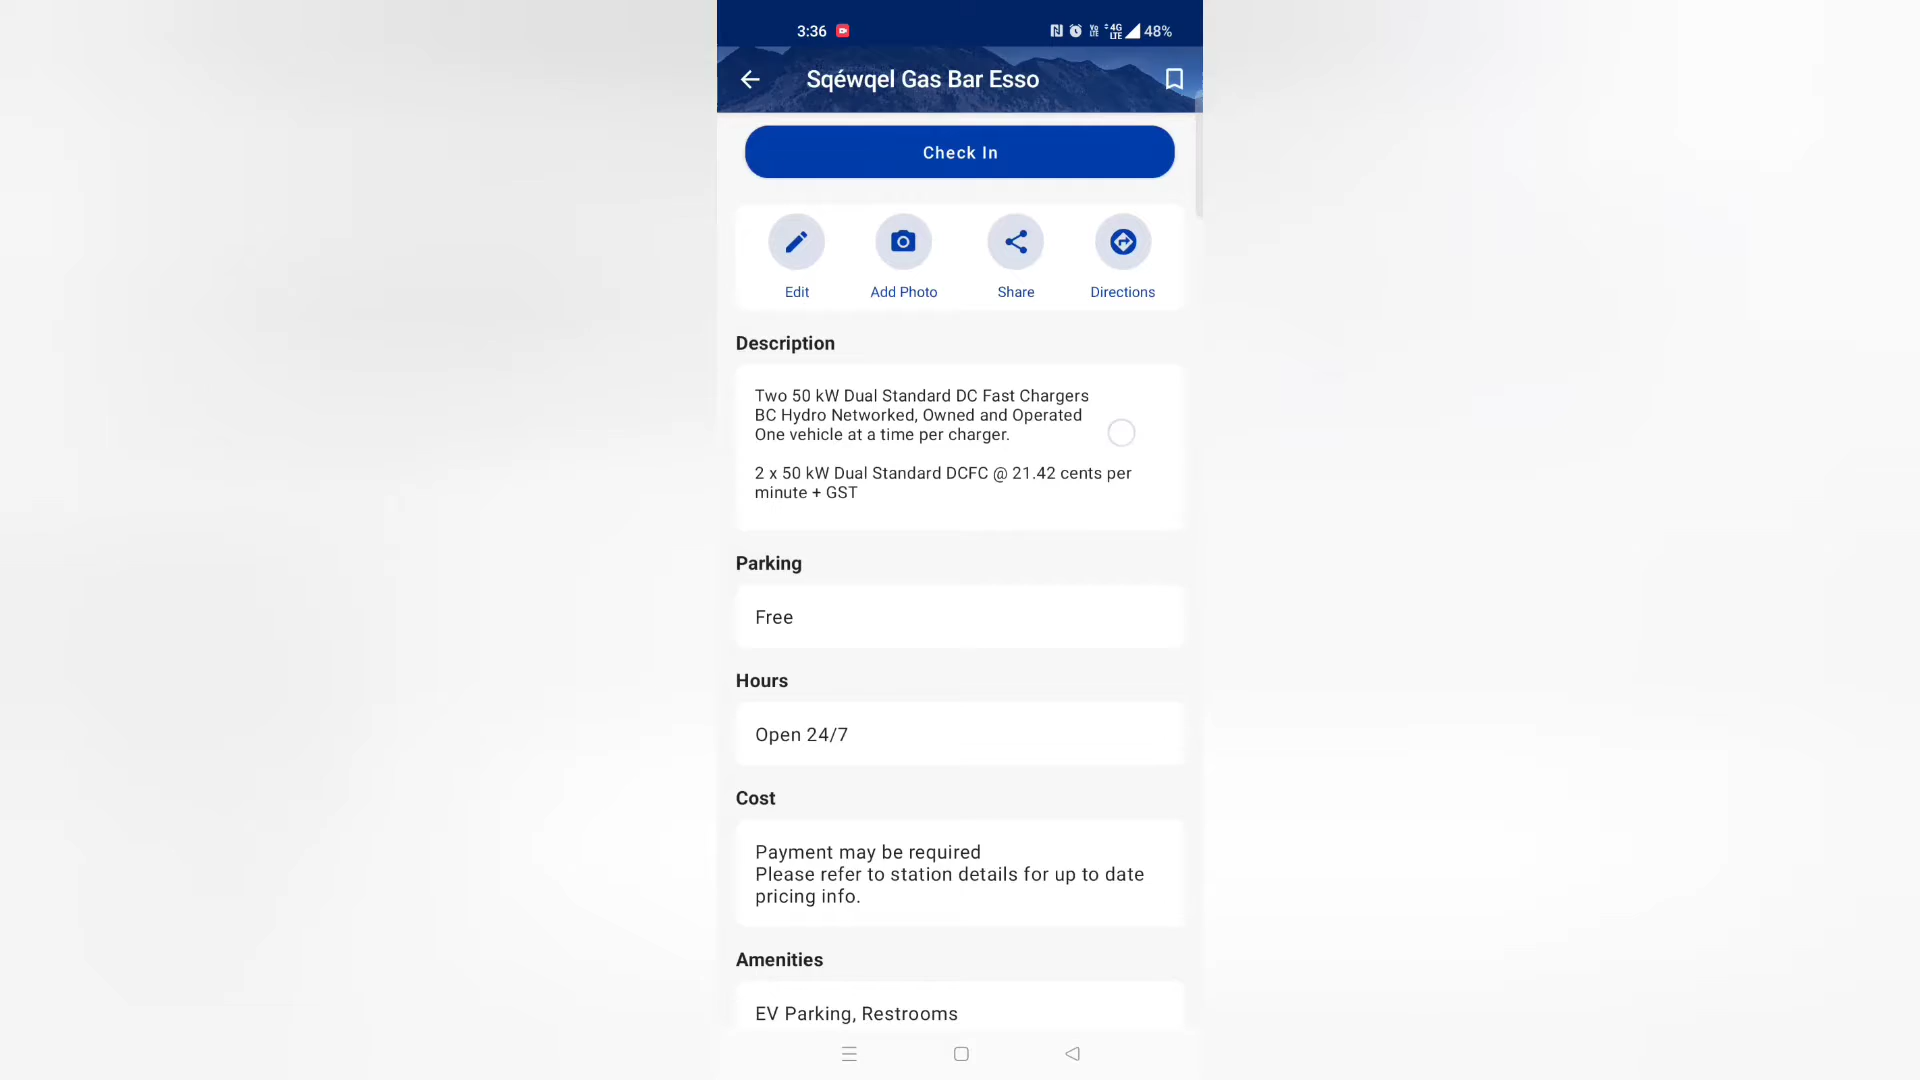 3:36
4G
LTE
48%
Sqéwqel Gas Bar Esso
Check In
Edit
Add Photo
Share
Directions
Description
Two 50 kW Dual Standard DC Fast Chargers
BC Hydro Networked, Owned and Operated
One vehicle at a time per charger.
2 x 50 kW Dual Standard DCFC @ 21.42 cents per
minute + GST
Parking
Free
Hours
Open 24/7
Cost
Payment may be required
Please refer to station details for up to date
pricing info.
Amenities
EV Parking, Restrooms